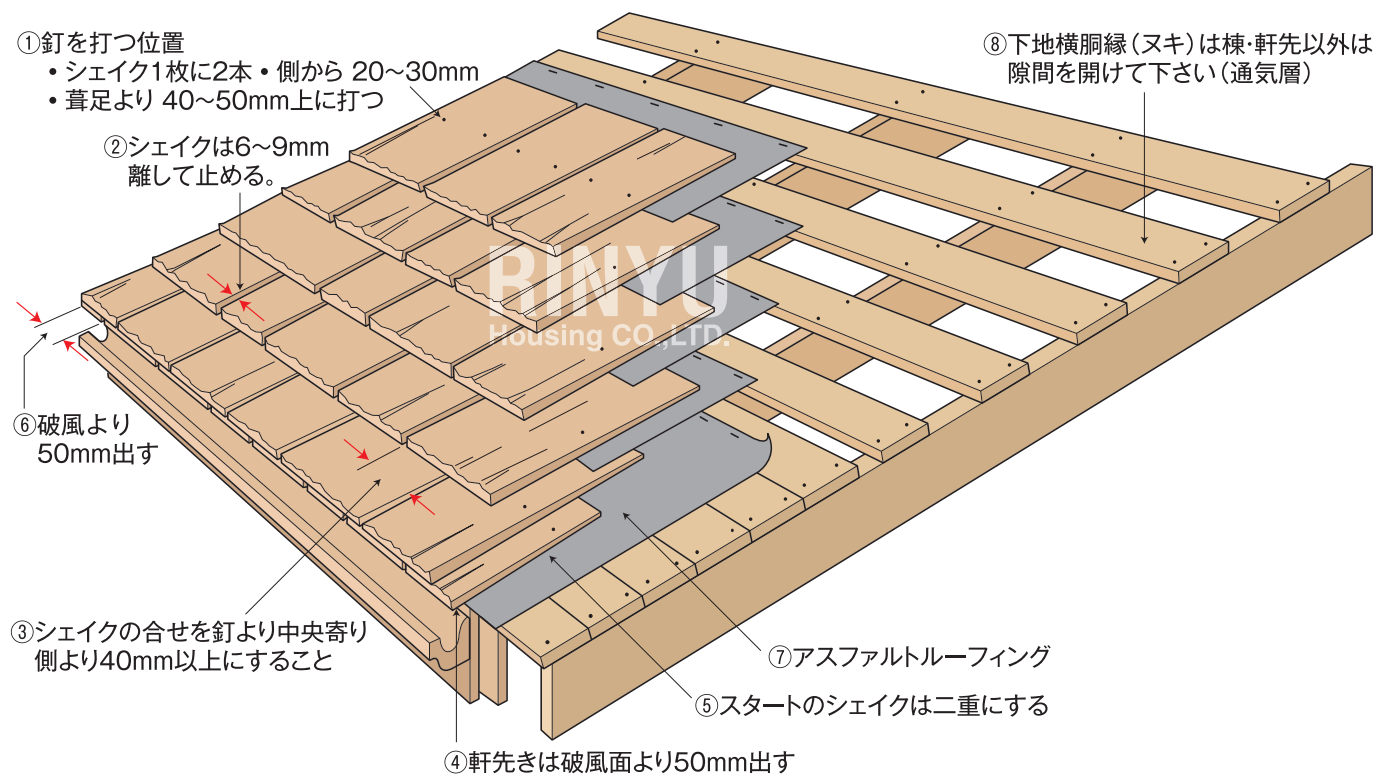 ①釘を打つ位置
• シェイク1枚に2本 • 側から 20〜30mm
• 葺足より 40〜50mm上に打つ
②シェイクは6〜9mm
離して止める。
⑧下地横胴縁（ヌキ）は棟・軒先以外は
隙間を開けて下さい（通気層）
RINYU
Housing CO.,LTD.
⑥破風より
50mm出す
③シェイクの合せを釘より中央寄り
側より40mm以上にすること
⑦アスファルトルーフィング
⑤スタートのシェイクは二重にする
④軒先きは破風面より50mm出す